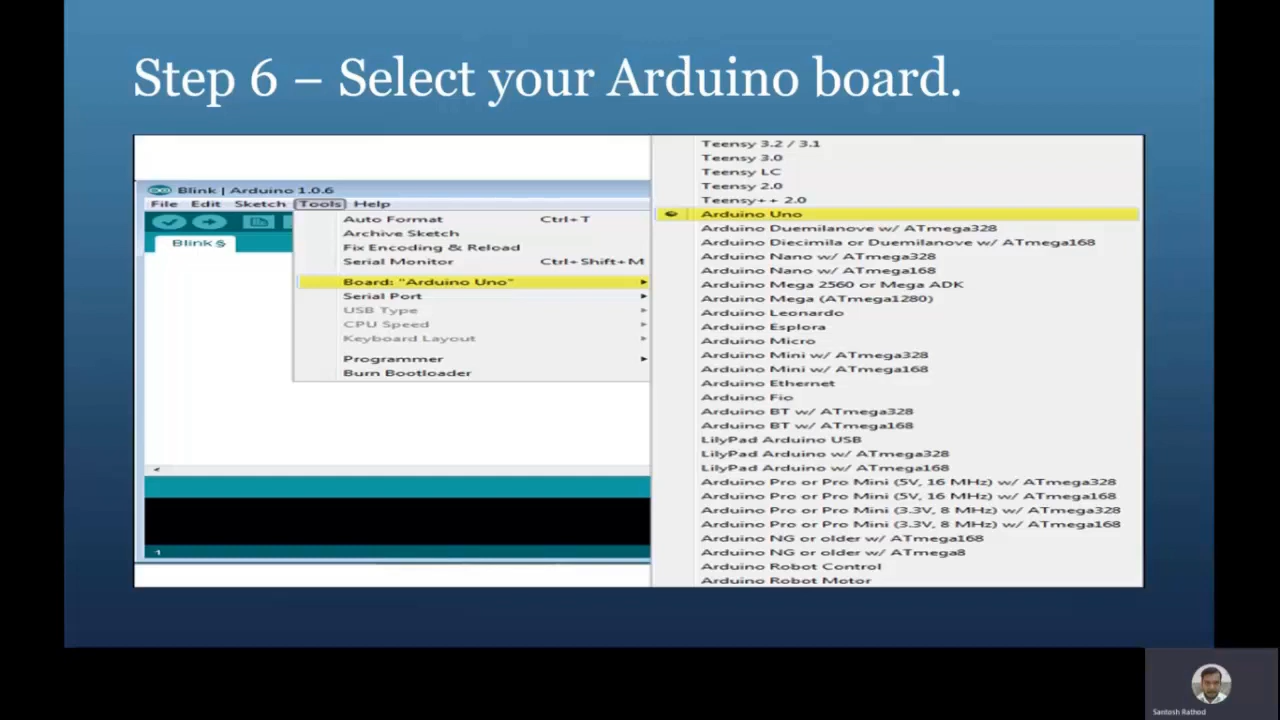 Step 6 – Select your Arduino board.
Blink | Arduino 1.0.6
File Edit Sketch Tools Help
Blink §
Auto Format Ctrl+T
Archive Sketch
Fix Encoding & Reload
Serial Monitor Ctrl+Shift+M
Board: "Arduino Uno"
Serial Port
USB Type
CPU Speed
Keyboard Layout
Programmer
Burn Bootloader
1
Teensy 3.2 / 3.1
Teensy 3.0
Teensy LC
Teensy 2.0
Teensy++ 2.0
Arduino Uno
Arduino Duemilanove w/ ATmega328
Arduino Diecimila or Duemilanove w/ ATmega168
Arduino Nano w/ ATmega328
Arduino Nano w/ ATmega168
Arduino Mega 2560 or Mega ADK
Arduino Mega (ATmega1280)
Arduino Leonardo
Arduino Esplora
Arduino Micro
Arduino Mini w/ ATmega328
Arduino Mini w/ ATmega168
Arduino Ethernet
Arduino Fio
Arduino BT w/ ATmega328
Arduino BT w/ ATmega168
LilyPad Arduino USB
LilyPad Arduino w/ ATmega328
LilyPad Arduino w/ ATmega168
Arduino Pro or Pro Mini (5V, 16 MHz) w/ ATmega328
Arduino Pro or Pro Mini (5V, 16 MHz) w/ ATmega168
Arduino Pro or Pro Mini (3.3V, 8 MHz) w/ ATmega328
Arduino Pro or Pro Mini (3.3V, 8 MHz) w/ ATmega168
Arduino NG or older w/ ATmega168
Arduino NG or older w/ ATmega8
Arduino Robot Control
Arduino Robot Motor
Santosh Rathod